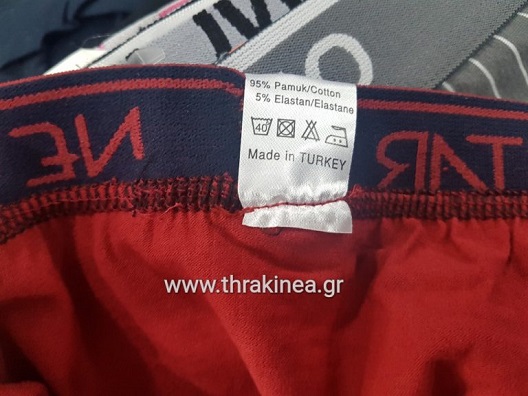 95% Pamuk/Cotton
5% Elastan/Elastane
40
Made in TURKEY
NE
TAR
www.thrakinea.gr